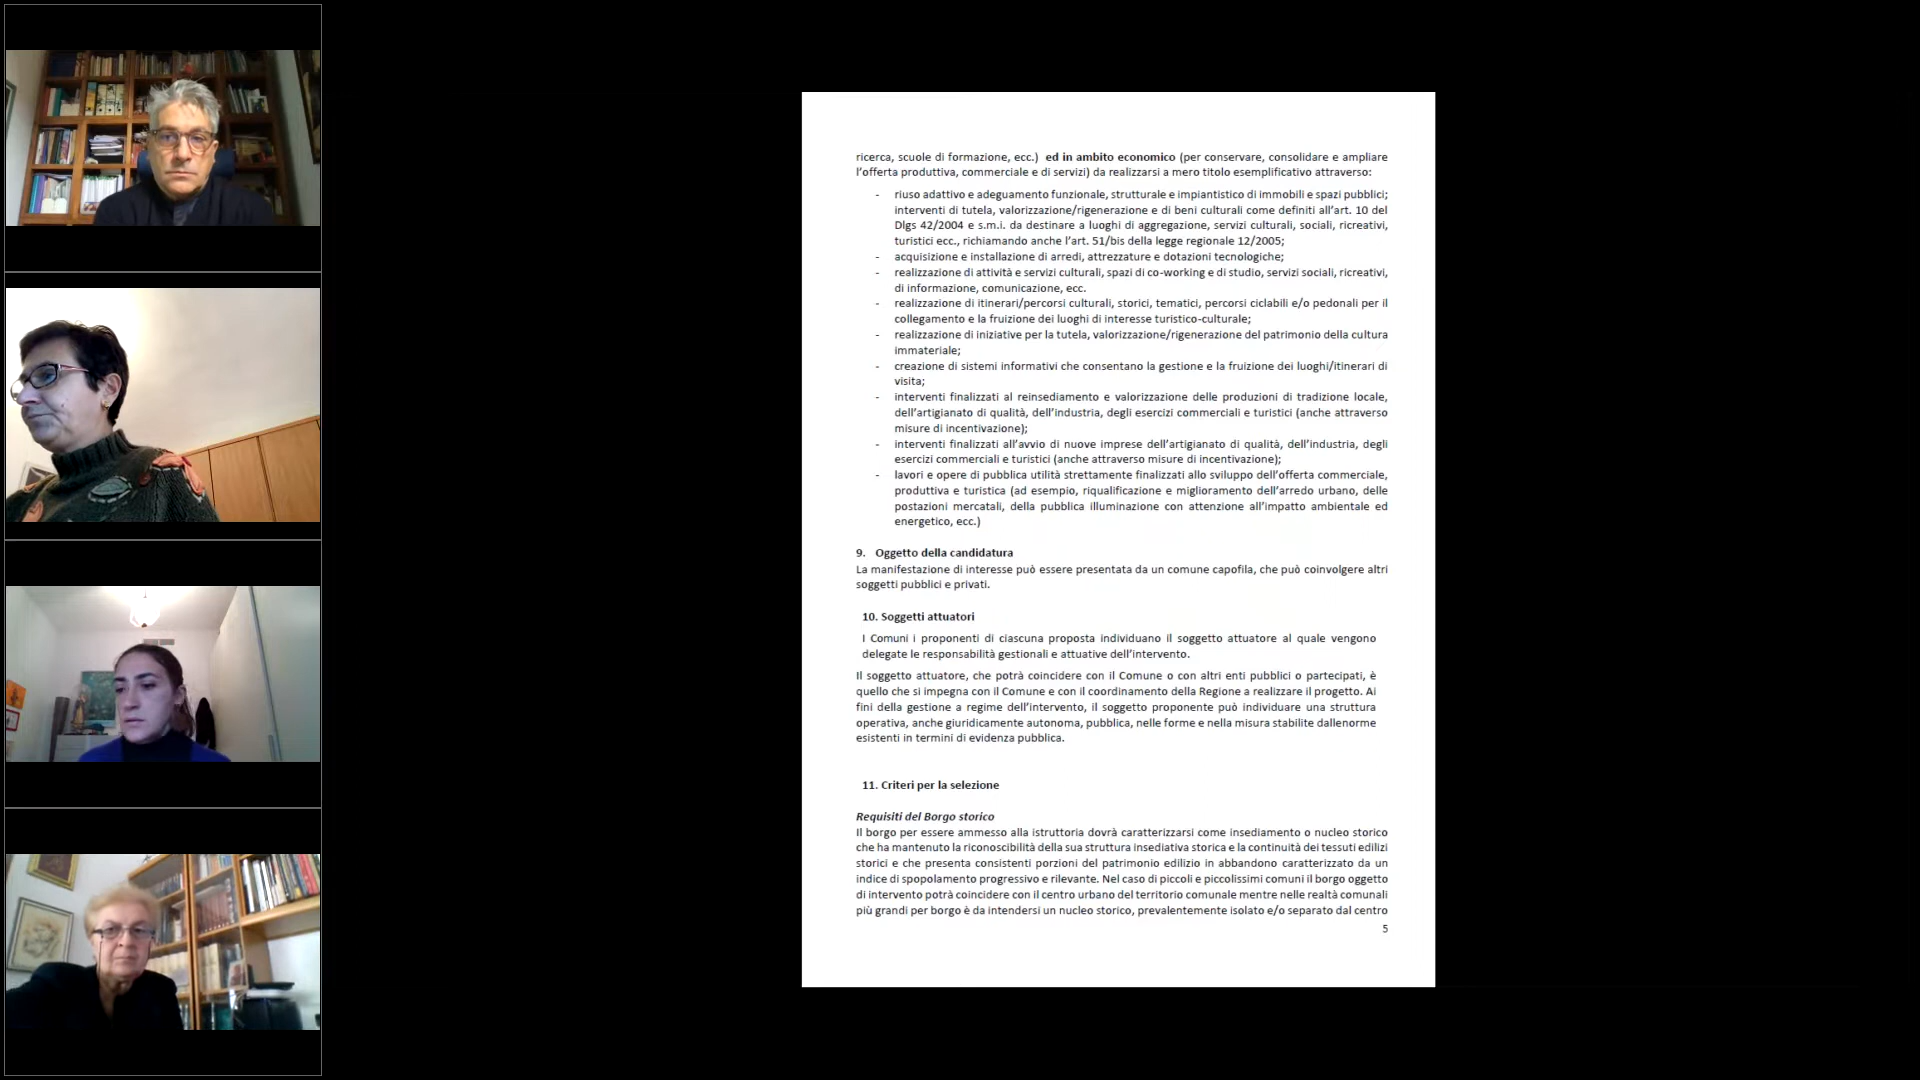 ricerca, scuole di formazione, ecc.) ed in ambito economico (per conservare, consolidare e ampliare
l’offerta produttiva, commerciale e di servizi) da realizzarsi a mero titolo esemplificativo attraverso:
- riuso adattivo e adeguamento funzionale, strutturale e impiantistico di immobili e spazi pubblici;
interventi di tutela, valorizzazione/rigenerazione e di beni culturali come definiti all’art. 10 del
Dlgs 42/2004 e s.m.i. da destinare a luoghi di aggregazione, servizi culturali, sociali, ricreativi,
turistici ecc., richiamando anche l’art. 51/bis della legge regionale 12/2005;
- acquisizione e installazione di arredi, attrezzature e dotazioni tecnologiche;
- realizzazione di attività e servizi culturali, spazi di co-working e di studio, servizi sociali, ricreativi,
di informazione, comunicazione, ecc.
- realizzazione di itinerari/percorsi culturali, storici, tematici, percorsi ciclabili e/o pedonali per il
collegamento e la fruizione dei luoghi di interesse turistico-culturale;
- realizzazione di iniziative per la tutela, valorizzazione/rigenerazione del patrimonio della cultura
immateriale;
- creazione di sistemi informativi che consentano la gestione e la fruizione dei luoghi/itinerari di
visita;
- interventi finalizzati al reinsediamento e valorizzazione delle produzioni di tradizione locale,
dell’artigianato di qualità, dell’industria, degli esercizi commerciali e turistici (anche attraverso
misure di incentivazione);
- interventi finalizzati all’avvio di nuove imprese dell’artigianato di qualità, dell’industria, degli
esercizi commerciali e turistici (anche attraverso misure di incentivazione);
- lavori e opere di pubblica utilità strettamente finalizzati allo sviluppo dell’offerta commerciale,
produttiva e turistica (ad esempio, riqualificazione e miglioramento dell’arredo urbano, delle
postazioni mercatali, della pubblica illuminazione con attenzione all’impatto ambientale ed
energetico, ecc.)
9. Oggetto della candidatura
La manifestazione di interesse può essere presentata da un comune capofila, che può coinvolgere altri
soggetti pubblici e privati.
10. Soggetti attuatori
I Comuni i proponenti di ciascuna proposta individuano il soggetto attuatore al quale vengono
delegate le responsabilità gestionali e attuative dell’intervento.
Il soggetto attuatore, che potrà coincidere con il Comune o con altri enti pubblici o partecipati, è
quello che si impegna con il Comune e con il coordinamento della Regione a realizzare il progetto. Ai
fini della gestione a regime dell’intervento, il soggetto proponente può individuare una struttura
operativa, anche giuridicamente autonoma, pubblica, nelle forme e nella misura stabilite dallenorme
esistenti in termini di evidenza pubblica.
11. Criteri per la selezione
Requisiti del Borgo storico
Il borgo per essere ammesso alla istruttoria dovrà caratterizzarsi come insediamento o nucleo storico
che ha mantenuto la riconoscibilità della sua struttura insediativa storica e la continuità dei tessuti edilizi
storici e che presenta consistenti porzioni del patrimonio edilizio in abbandono caratterizzato da un
indice di spopolamento progressivo e rilevante. Nel caso di piccoli e piccolissimi comuni il borgo oggetto
di intervento potrà coincidere con il centro urbano del territorio comunale mentre nelle realtà comunali
più grandi per borgo è da intendersi un nucleo storico, prevalentemente isolato e/o separato dal centro
5